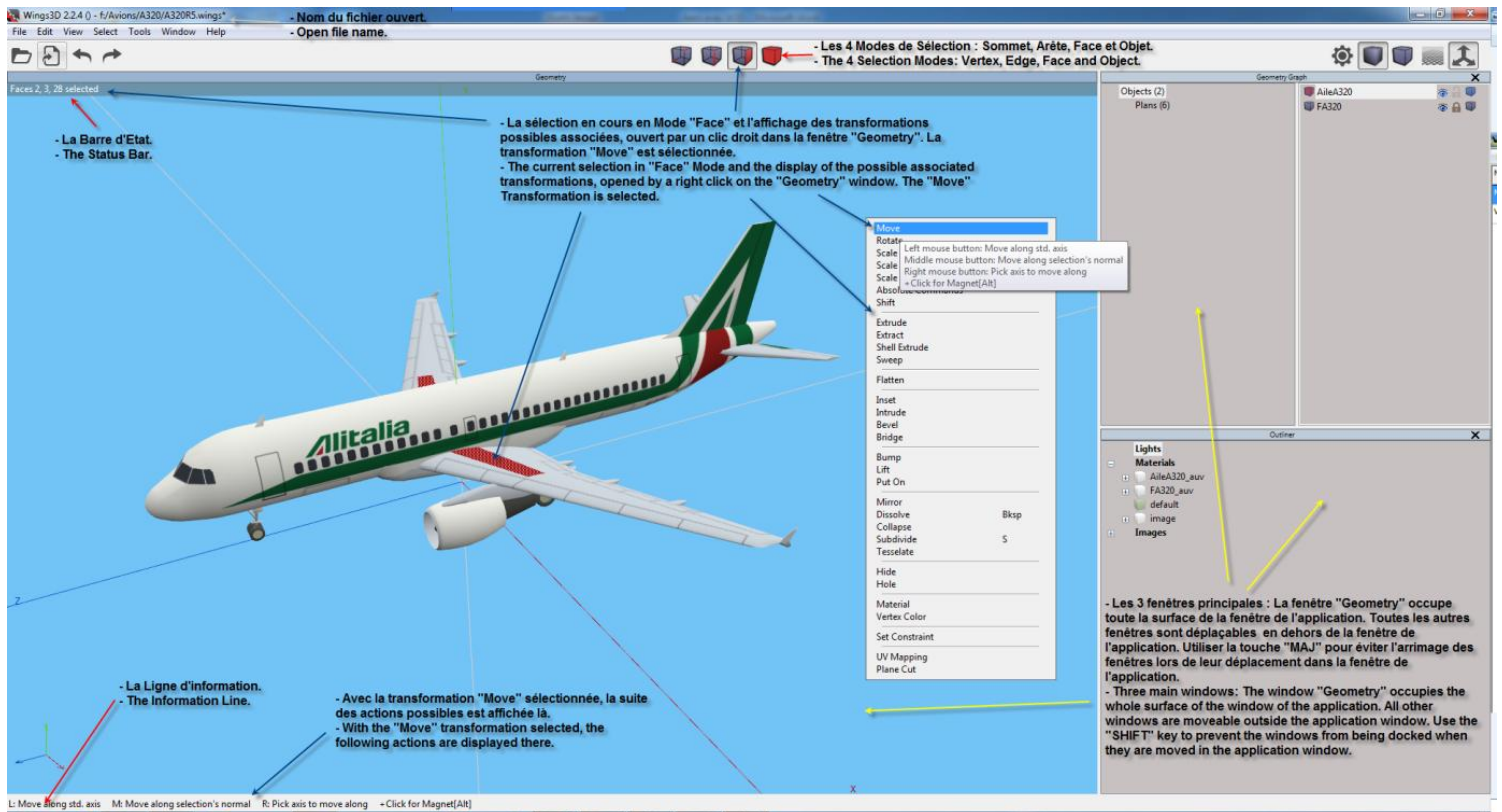 Wings3D 2.2.4 () - f:/Avions/A320/A320R5.wings*
- Nom du fichier ouvert.
- Open file name.
File Edit View Select Tools Window Help
- Les 4 Modes de Sélection : Sommet, Arête, Face et Objet.
- The 4 Selection Modes: Vertex, Edge, Face and Object.
Geometry
Faces 2, 3, 28 selected
- La Barre d'Etat.
- The Status Bar.
- La sélection en cours en Mode "Face" et l'affichage des transformations
possibles associées, ouvert par un clic droit dans la fenêtre "Geometry". La
transformation "Move" est sélectionnée.
- The current selection in "Face" Mode and the display of the possible associated
transformations, opened by a right click on the "Geometry" window. The "Move"
Transformation is selected.
Geometry Graph
X
Objects (2)
Plans (6)
AileA320
FA320
Move
Rotate
Scale
Scale
Scale
Absolute Commands
Shift
Left mouse button: Move along std. axis
Middle mouse button: Move along selection's normal
Right mouse button: Pick axis to move along
+Click for Magnet[Alt]
Extrude
Extract
Shell Extrude
Sweep
Flatten
Inset
Intrude
Bevel
Bridge
Bump
Lift
Put On
Mirror
Dissolve Bksp
Collapse
Subdivide S
Tesselate
Hide
Hole
Material
Vertex Color
Set Constraint
UV Mapping
Plane Cut
Alitalia
Z
X
Outliner
X
Lights
Materials
AileA320_auv
FA320_auv
default
image
Images
- Les 3 fenêtres principales : La fenêtre "Geometry" occupe
toute la surface de la fenêtre de l'application. Toutes les autres
fenêtres sont déplaçables en dehors de la fenêtre de
l'application. Utiliser la touche "MAJ" pour éviter l'arrimage des
fenêtres lors de leur déplacement dans la fenêtre de
l'application.
- Three main windows: The window "Geometry" occupies the
whole surface of the window of the application. All other
windows are moveable outside the application window. Use the
"SHIFT" key to prevent the windows from being docked when
they are moved in the application window.
- La Ligne d'information.
- The Information Line.
- Avec la transformation "Move" sélectionnée, la suite
des actions possibles est affichée là.
- With the "Move" transformation selected, the
following actions are displayed there.
L: Move along std. axis M: Move along selection's normal R: Pick axis to move along +Click for Magnet[Alt]